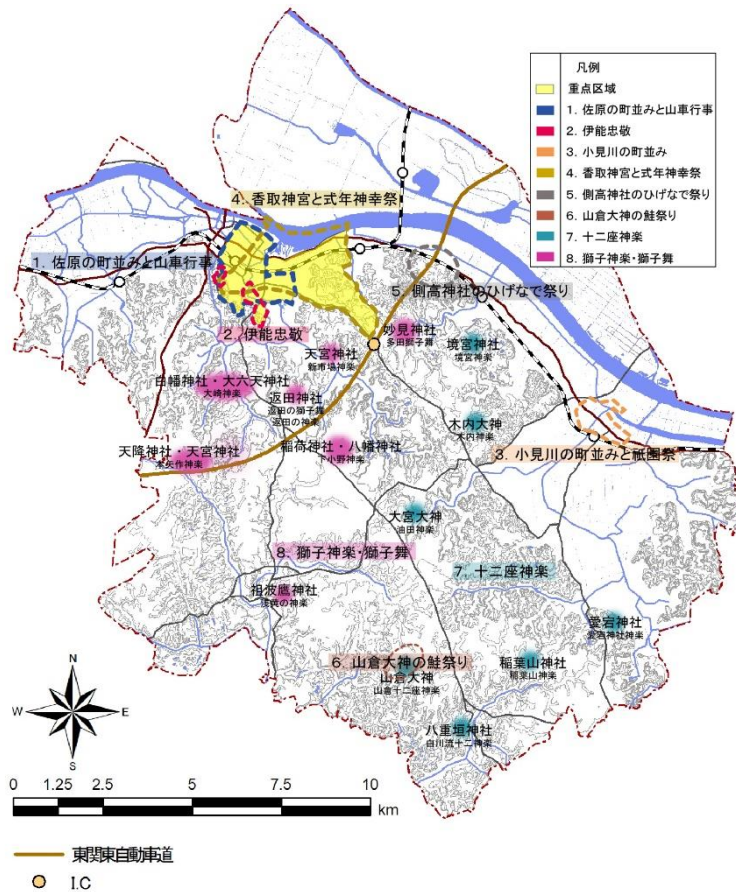 凡例
重点区域
1. 佐原の町並みと山車行事
2. 伊能忠敬
3. 小見川の町並み
4. 香取神宮と式年神幸祭
5. 側高神社のひげなで祭り
6. 山倉大神の鮭祭り
7. 十二座神楽
8. 獅子神楽・獅子舞
4. 香取神宮と式年神幸祭
1. 佐原の町並みと山車行事
5. 側高神社のひげなで祭り
2. 伊能忠敬
妙見神社
多田獅子舞
境宮神社
境宮神楽
天宮神社
新市場神楽
白幡神社・大六天神社
大崎神楽
返田神社
返田の獅子舞
返田の神楽
木内大神
木内神楽
天降神社・天宮神社
本矢作神楽
稲荷神社・八幡神社
下小野神楽
3. 小見川の町並みと祇園祭
大宮大神
油田神楽
8. 獅子神楽・獅子舞
7. 十二座神楽
祖波鷹神社
愛宕神社
愛宕神社神楽
6. 山倉大神の鮭祭り
山倉大神
山倉十二座神楽
稲葉山神社
稲葉山神楽
八重垣神社
白川流十二神楽
N
W
E
S
0 1.25 2.5 5 7.5 10
km
東関東自動車道
I.C